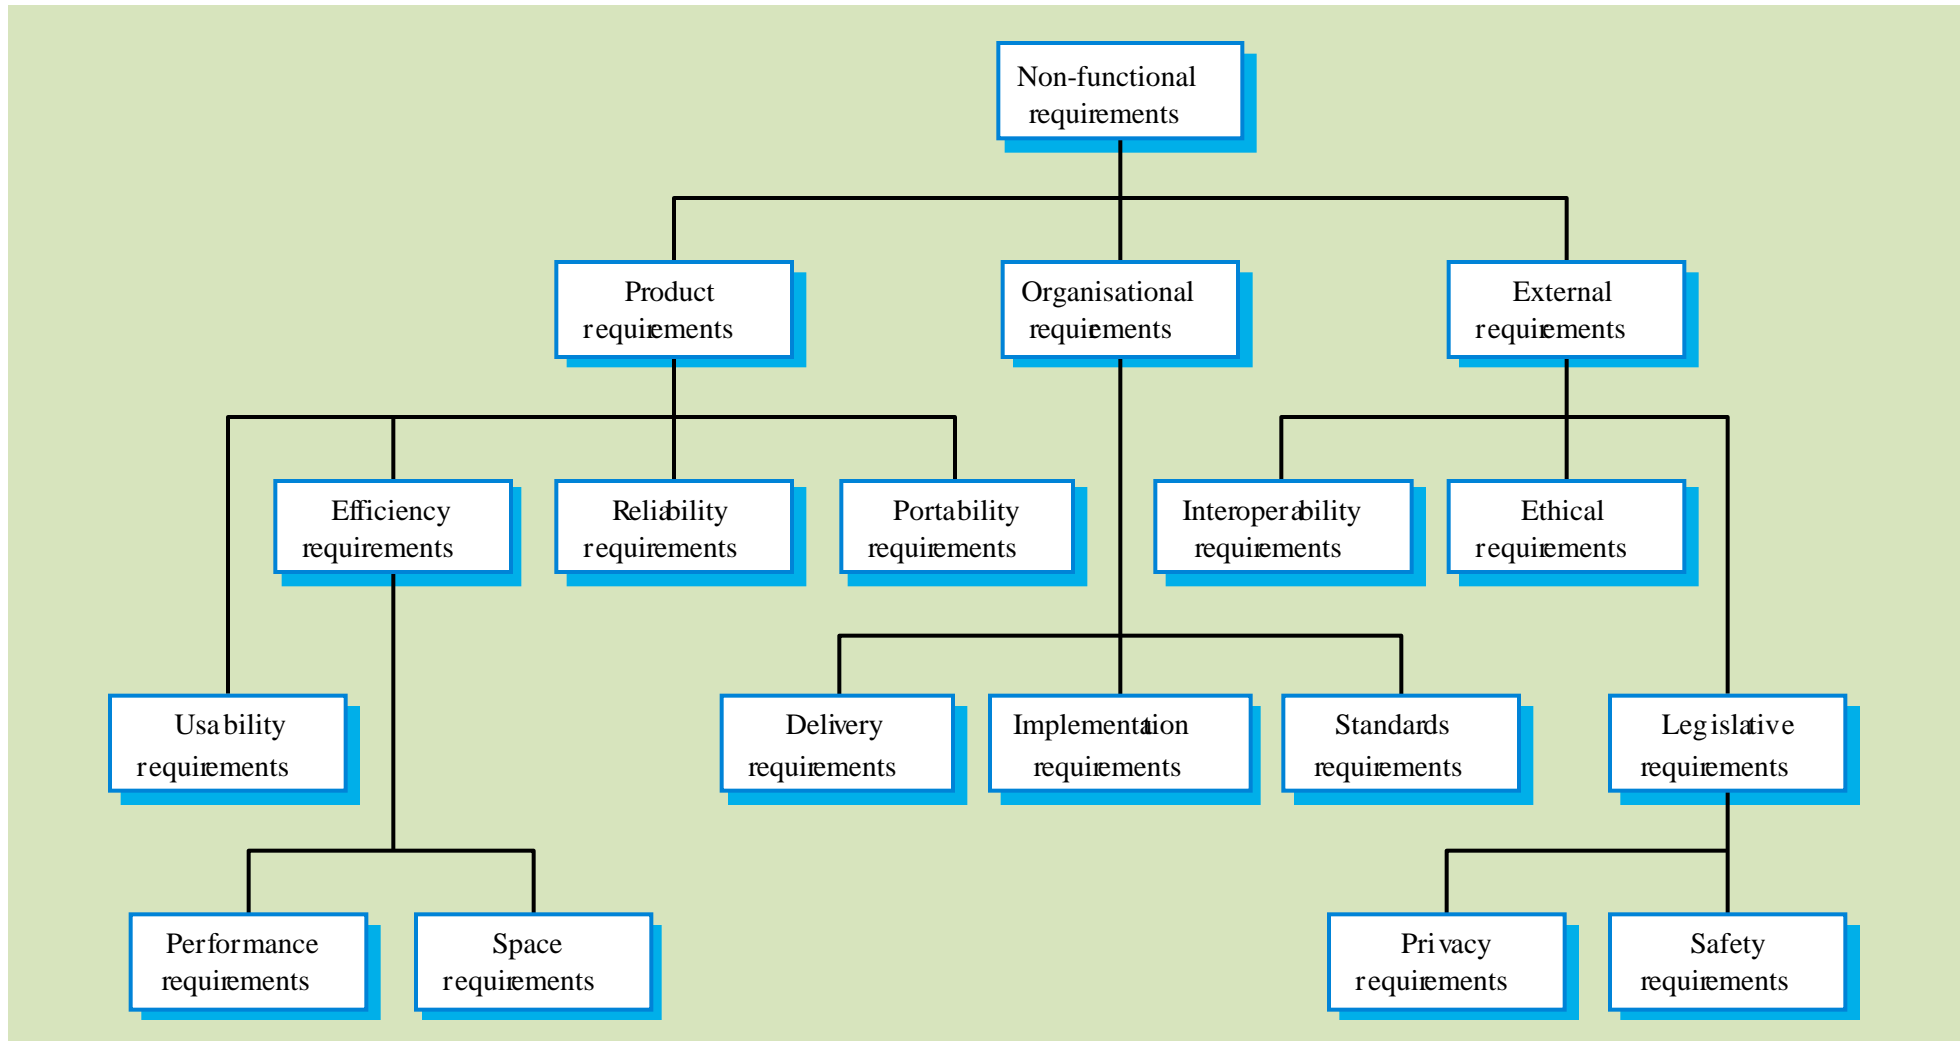 Non-functional
requirements
Product
requirements
Organisational
requirements
External
requirements
Efficiency
requirements
Reliability
requirements
Portability
requirements
Interoperability
requirements
Ethical
requirements
Usability
requirements
Delivery
requirements
Implementation
requirements
Standards
requirements
Legislative
requirements
Performance
requirements
Space
requirements
Privacy
requirements
Safety
requirements